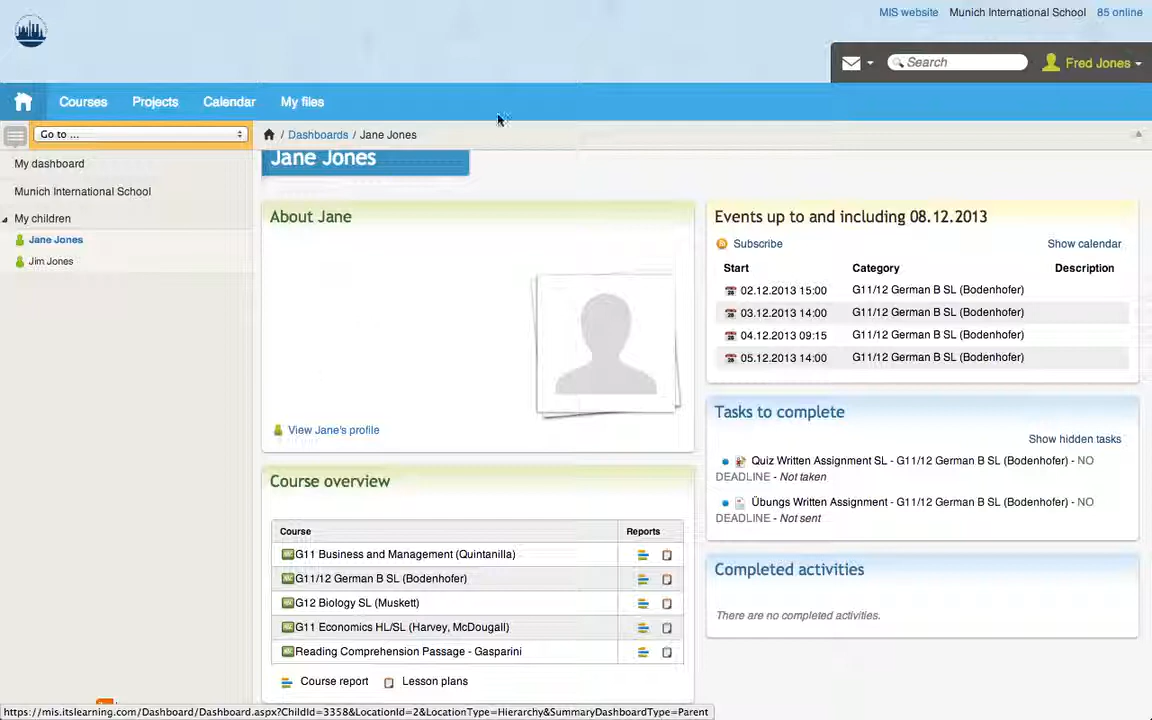 MIS website Munich International School 85 online
Search
Fred Jones
Courses Projects Calendar My files
Go to ...
/ Dashboards / Jane Jones
My dashboard
Munich International School
My children
Jane Jones
Jim Jones
Jane Jones
About Jane
View Jane's profile
Course overview
Course Reports
G11 Business and Management (Quintanilla)
G11/12 German B SL (Bodenhofer)
G12 Biology SL (Muskett)
G11 Economics HL/SL (Harvey, McDougall)
Reading Comprehension Passage - Gasparini
Course report Lesson plans
Events up to and including 08.12.2013
Subscribe Show calendar
Start Category Description
02.12.2013 15:00 G11/12 German B SL (Bodenhofer)
03.12.2013 14:00 G11/12 German B SL (Bodenhofer)
04.12.2013 09:15 G11/12 German B SL (Bodenhofer)
05.12.2013 14:00 G11/12 German B SL (Bodenhofer)
Tasks to complete
Show hidden tasks
Quiz Written Assignment SL - G11/12 German B SL (Bodenhofer) - NO
DEADLINE - Not taken
Übungs Written Assignment - G11/12 German B SL (Bodenhofer) - NO
DEADLINE - Not sent
Completed activities
There are no completed activities.
https://mis.itslearning.com/Dashboard/Dashboard.aspx?ChildId=3358&LocationId=2&LocationType=Hierarchy&SummaryDashboardType=Parent